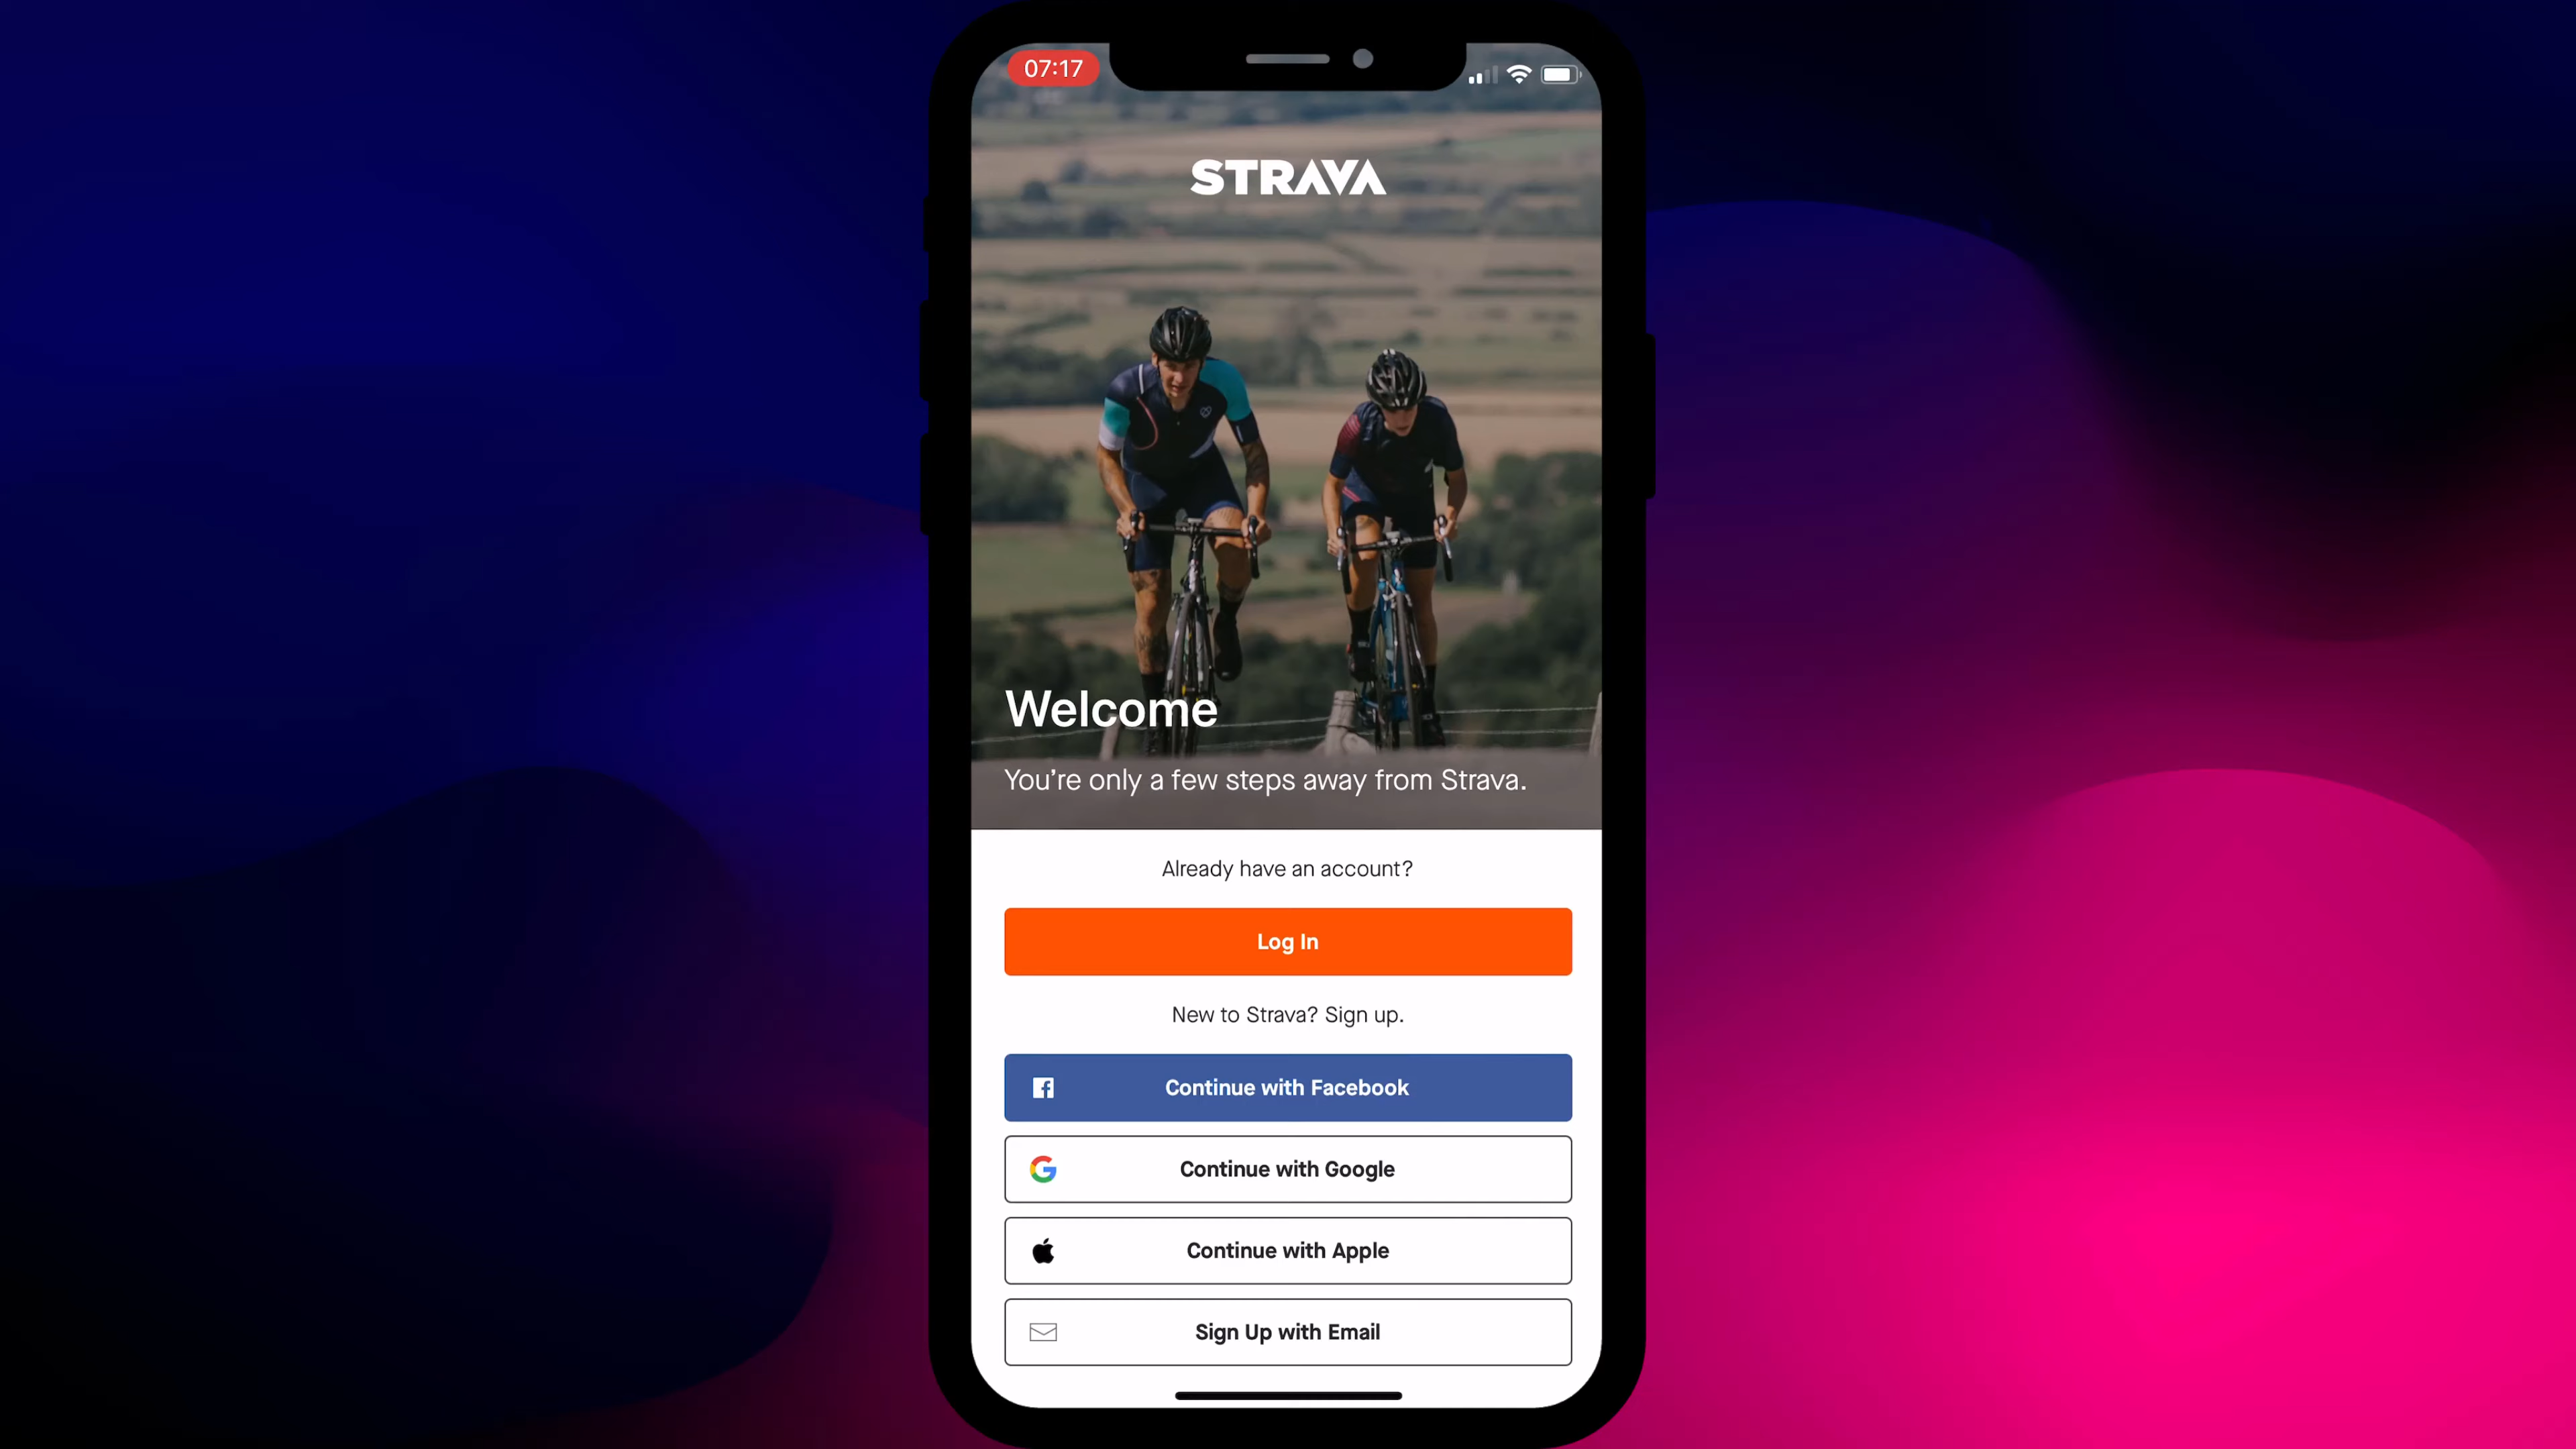 07:17
STRAVA
Welcome
You're only a few steps away from Strava.
Already have an account?
Log In
New to Strava? Sign up.
Continue with Facebook
Continue with Google
Continue with Apple
Sign Up with Email